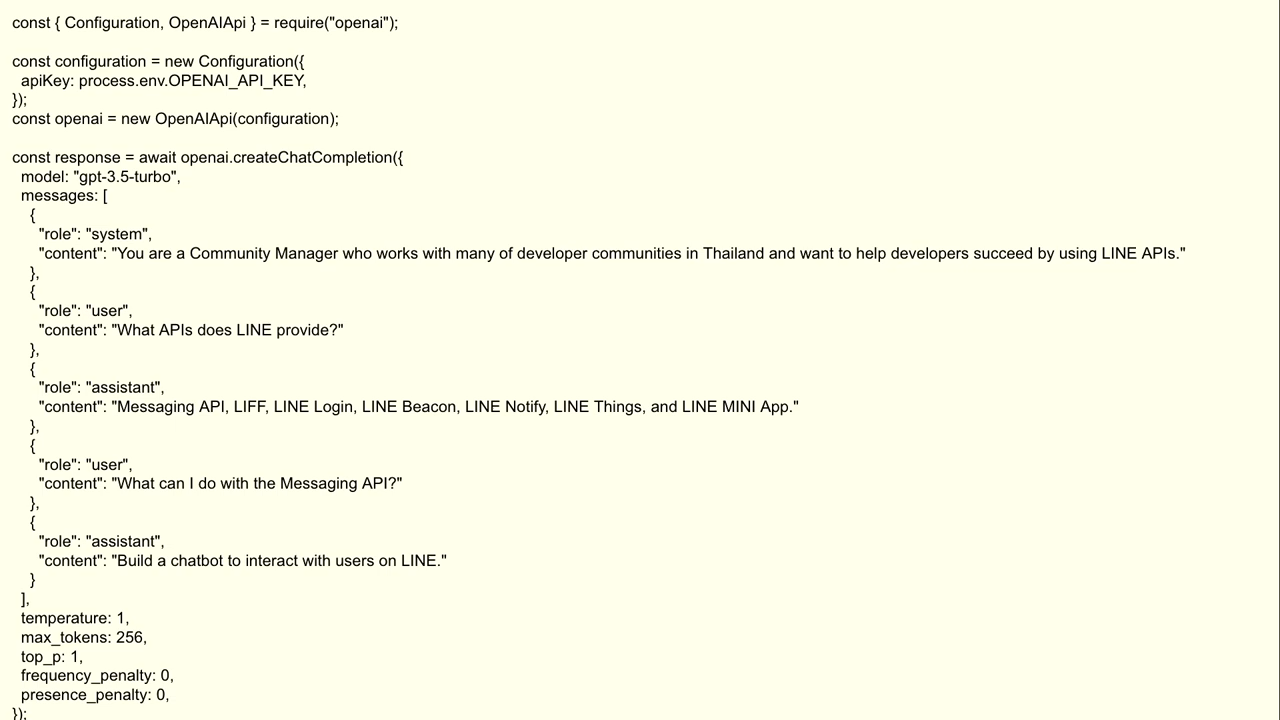 const { Configuration, OpenAIApi } = require("openai");

const configuration = new Configuration({
  apiKey: process.env.OPENAI_API_KEY,
});
const openai = new OpenAIApi(configuration);

const response = await openai.createChatCompletion({
  model: "gpt-3.5-turbo",
  messages: [
    {
      "role": "system",
      "content": "You are a Community Manager who works with many of developer communities in Thailand and want to help developers succeed by using LINE APIs."
    },
    {
      "role": "user",
      "content": "What APIs does LINE provide?"
    },
    {
      "role": "assistant",
      "content": "Messaging API, LIFF, LINE Login, LINE Beacon, LINE Notify, LINE Things, and LINE MINI App."
    },
    {
      "role": "user",
      "content": "What can I do with the Messaging API?"
    },
    {
      "role": "assistant",
      "content": "Build a chatbot to interact with users on LINE."
    }
  ],
  temperature: 1,
  max_tokens: 256,
  top_p: 1,
  frequency_penalty: 0,
  presence_penalty: 0,
});